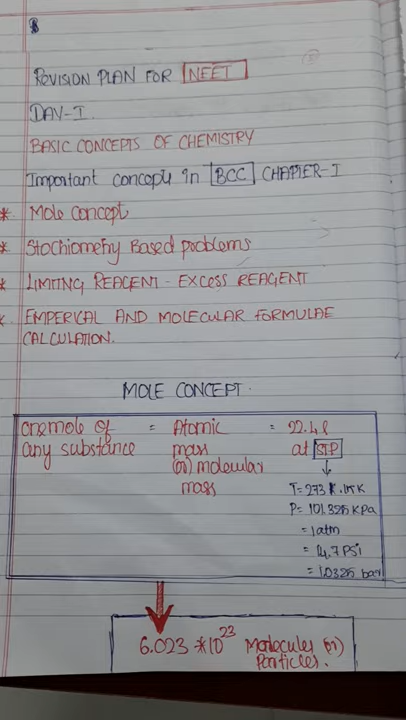 REVISION PLAN FOR NEET
DAY-I
BASIC CONCEPTS OF CHEMISTRY
Important concepts in BCC CHAPTER-I
* Mole concept
* Stochiometry Based problems
* LIMITING REAGENT - EXCESS REAGENT
* EMPERICAL AND MOLECULAR FORMULAE
CALCULATION.
MOLE CONCEPT.
one mole of = Atomic = 22.4 l
any substance mass at STP
(or) molecular
mass T = 273 K .15K
P = 101.325 KPa
= 1 atm
= 14.7 PSi
= 1.01325 bar
6.023 *10^23 Molecules (or)
Particles.